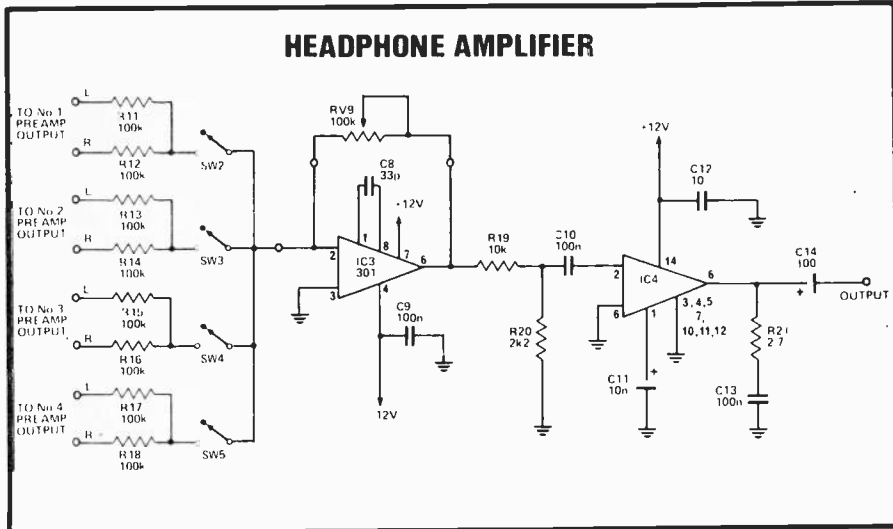 HEADPHONE AMPLIFIER
L
TO No.1
PREAMP
OUTPUT
R11
100k
R
R12
100k
SW2
L
TO No.2
PREAMP
OUTPUT
R13
100k
R
R14
100k
SW3
L
TO No 3
PREAMP
OUTPUT
R15
100k
R
R16
100k
SW4
L
TO No.4
PREAMP
OUTPUT
R17
100k
R
R18
100k
SW5
RV9
100k
C8
33p
+12V
1
8
7
2
IC3
301
6
3
4
C9
100n
12V
R19
10k
C10
100n
R20
2k2
+12V
C12
10
14
2
IC4
6
6
1
3, 4, 5
7,
10, 11, 12
+
C11
10n
R21
2 7
C13
100n
C14
100
+
OUTPUT